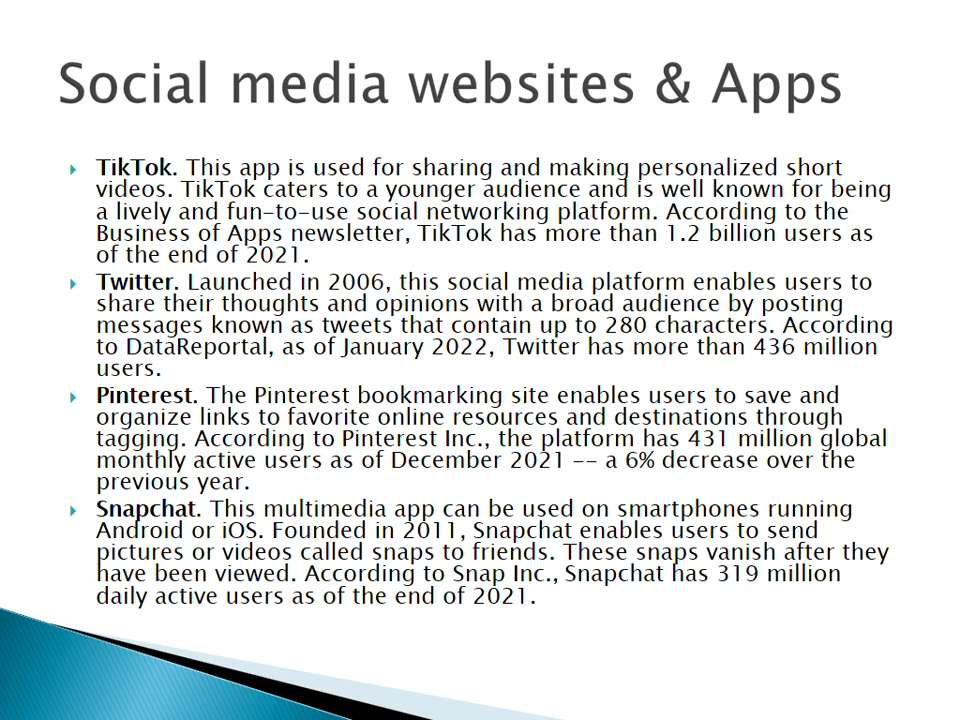 Social media websites & Apps
TikTok. This app is used for sharing and making personalized short
videos. TikTok caters to a younger audience and is well known for being
a lively and fun-to-use social networking platform. According to the
Business of Apps newsletter, TikTok has more than 1.2 billion users as
of the end of 2021.
Twitter. Launched in 2006, this social media platform enables users to
share their thoughts and opinions with a broad audience by posting
messages known as tweets that contain up to 280 characters. According
to DataReportal, as of January 2022, Twitter has more than 436 million
users.
Pinterest. The Pinterest bookmarking site enables users to save and
organize links to favorite online resources and destinations through
tagging. According to Pinterest Inc., the platform has 431 million global
monthly active users as of December 2021 -- a 6% decrease over the
previous year.
Snapchat. This multimedia app can be used on smartphones running
Android or iOS. Founded in 2011, Snapchat enables users to send
pictures or videos called snaps to friends. These snaps vanish after they
have been viewed. According to Snap Inc., Snapchat has 319 million
daily active users as of the end of 2021.